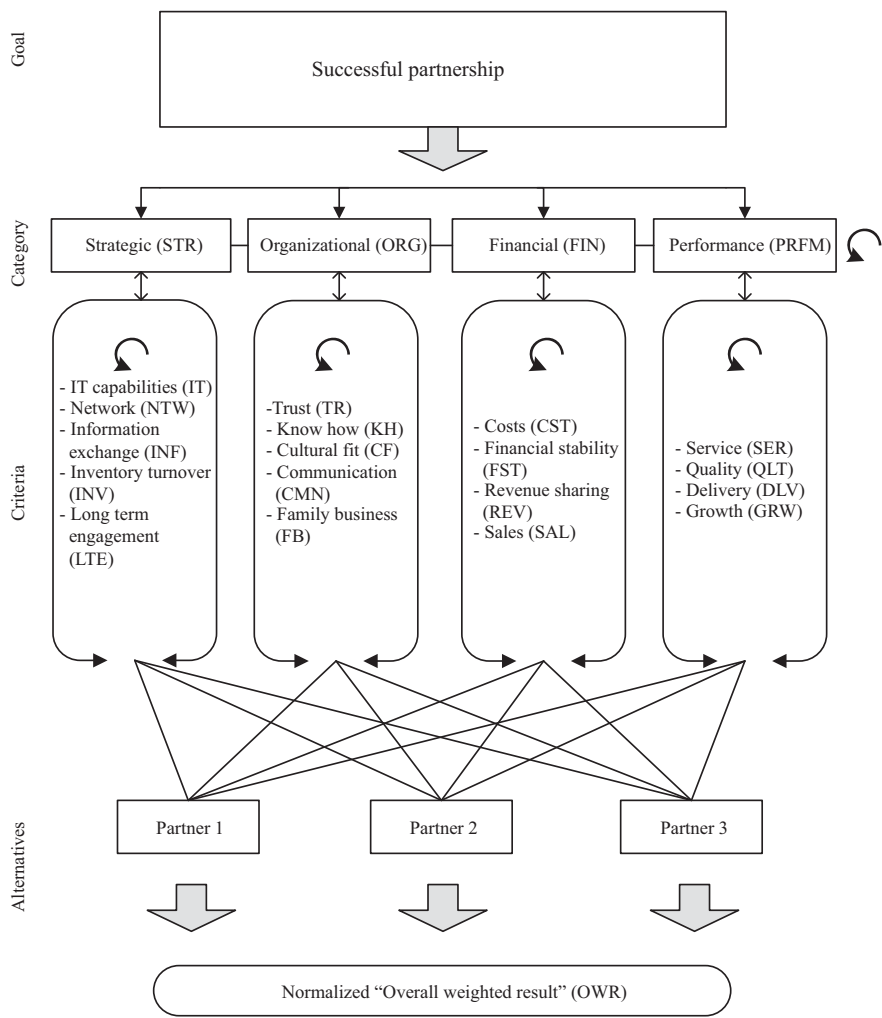 Goal
Successful partnership
Category
Strategic (STR)
Organizational (ORG)
Financial (FIN)
Performance (PRFM)
Criteria
- IT capabilities (IT)
- Network (NTW)
- Information
exchange (INF)
- Inventory turnover
(INV)
- Long term
engagement
(LTE)
-Trust (TR)
- Know how (KH)
- Cultural fit (CF)
- Communication
(CMN)
- Family business
(FB)
- Costs (CST)
- Financial stability
(FST)
- Revenue sharing
(REV)
- Sales (SAL)
- Service (SER)
- Quality (QLT)
- Delivery (DLV)
- Growth (GRW)
Alternatives
Partner 1
Partner 2
Partner 3
Normalized “Overall weighted result” (OWR)